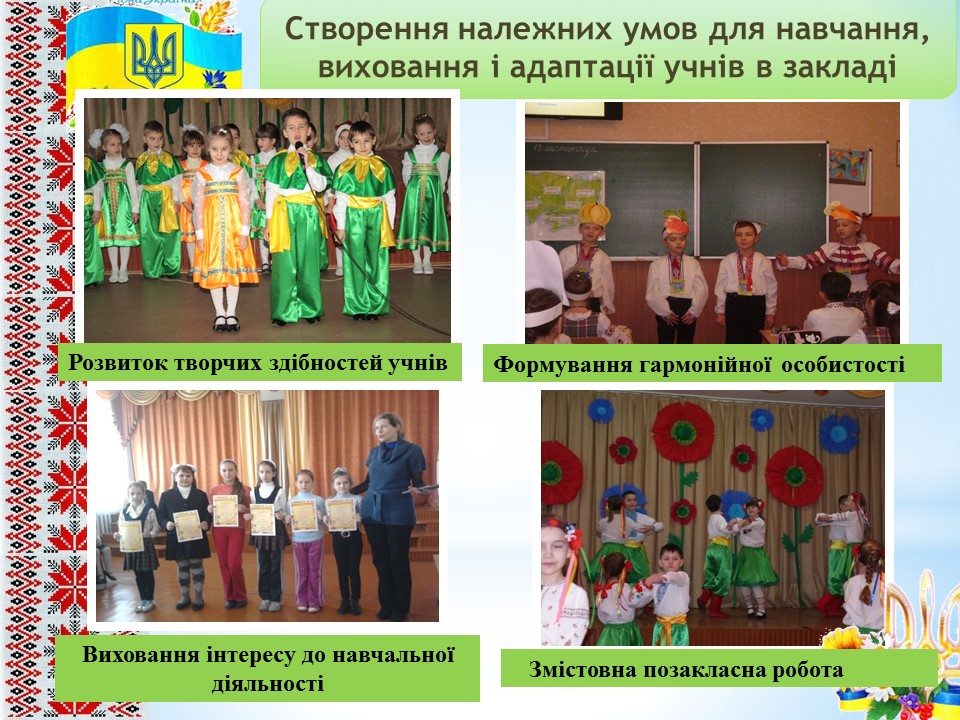 Створення належних умов для навчання,
виховання і адаптації учнів в закладі
Розвиток творчих здібностей учнів
Формування гармонійної особистості
Виховання інтересу до навчальної
діяльності
Змістовна позакласна робота